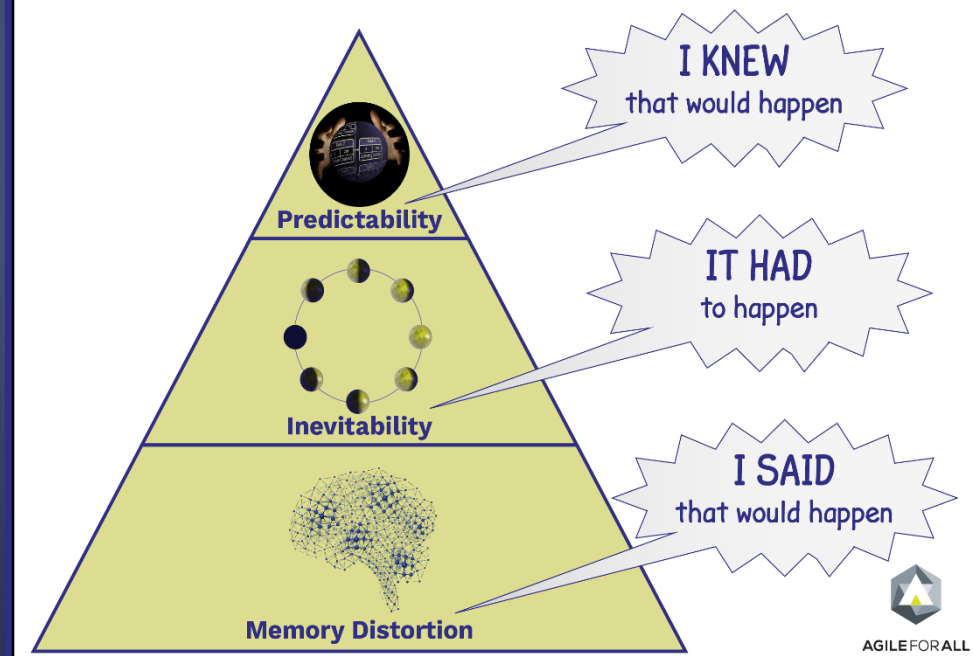 I KNEW
that would happen
Predictability
IT HAD
to happen
Inevitability
I SAID
that would happen
Memory Distortion
AGILEFORALL